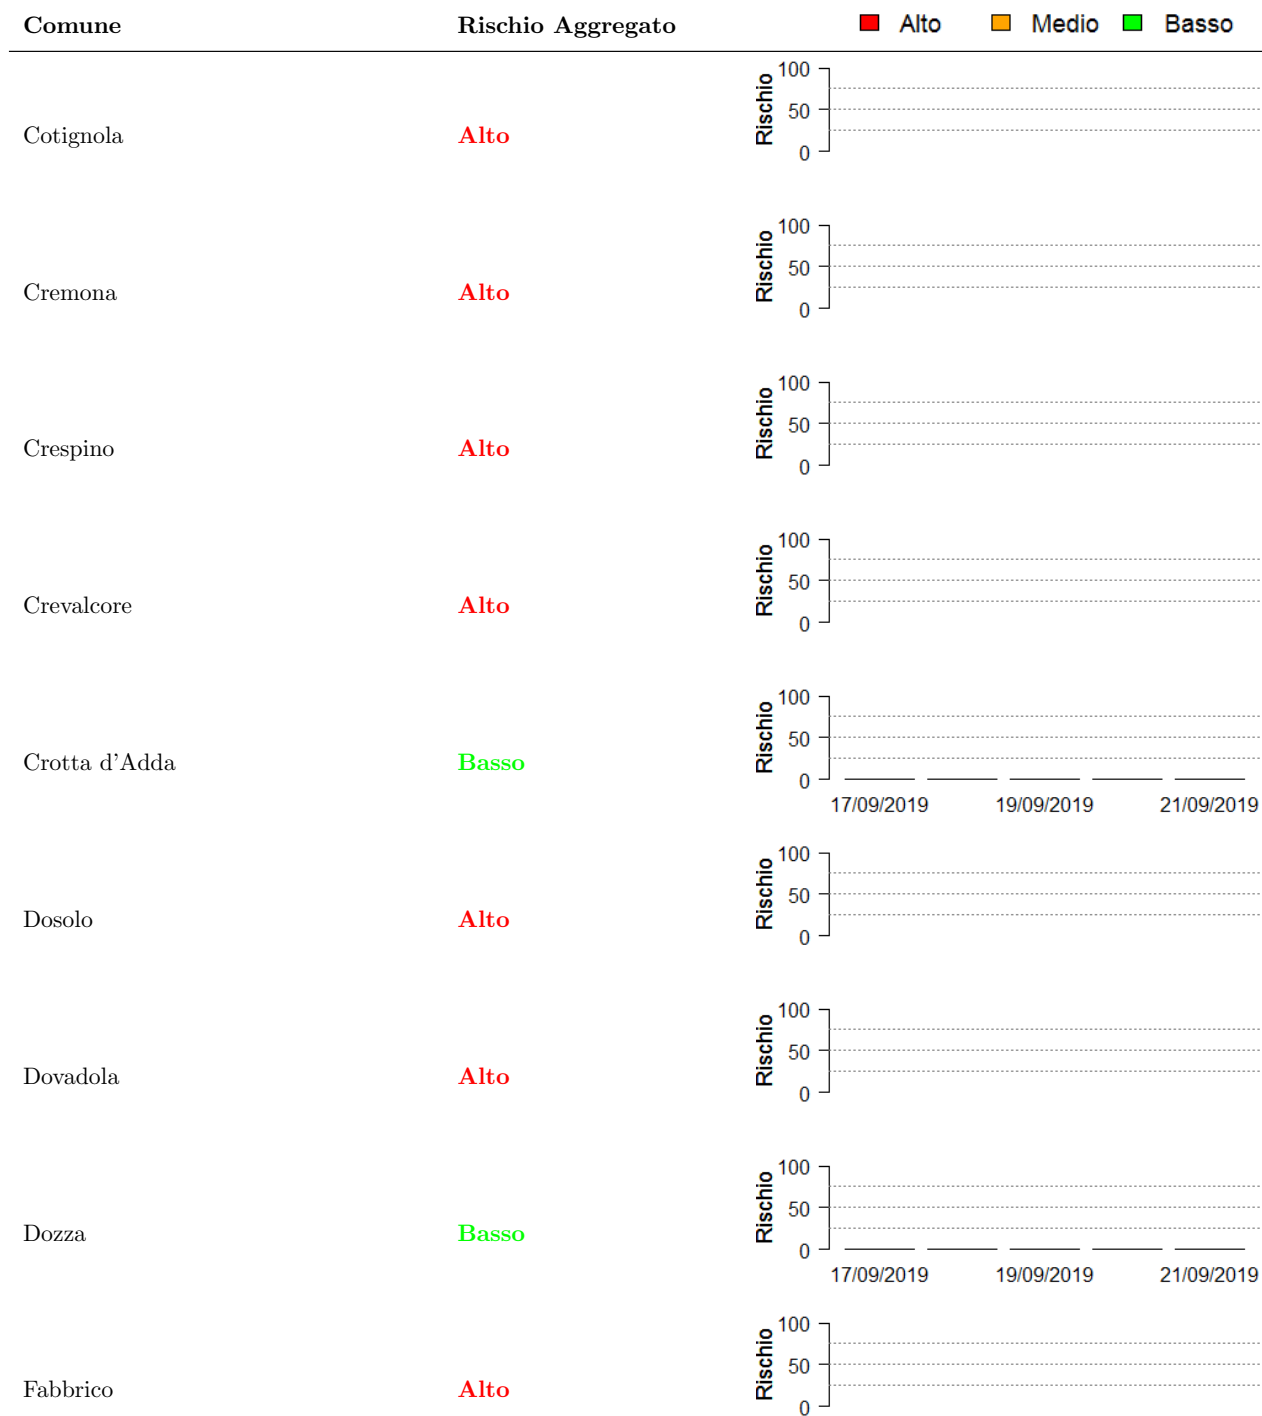 Comune Rischio Aggregato Alto Medio Basso
100
50
0
Rischio
Cotignola Alto
100
50
0
Rischio
Cremona Alto
100
50
0
Rischio
Crespino Alto
100
50
0
Rischio
Crevalcore Alto
100
50
0
Rischio
Crotta d'Adda Basso
17/09/2019 19/09/2019 21/09/2019
100
50
0
Rischio
Dosolo Alto
100
50
0
Rischio
Dovadola Alto
100
50
0
Rischio
Dozza Basso
17/09/2019 19/09/2019 21/09/2019
100
50
0
Rischio
Fabbrico Alto